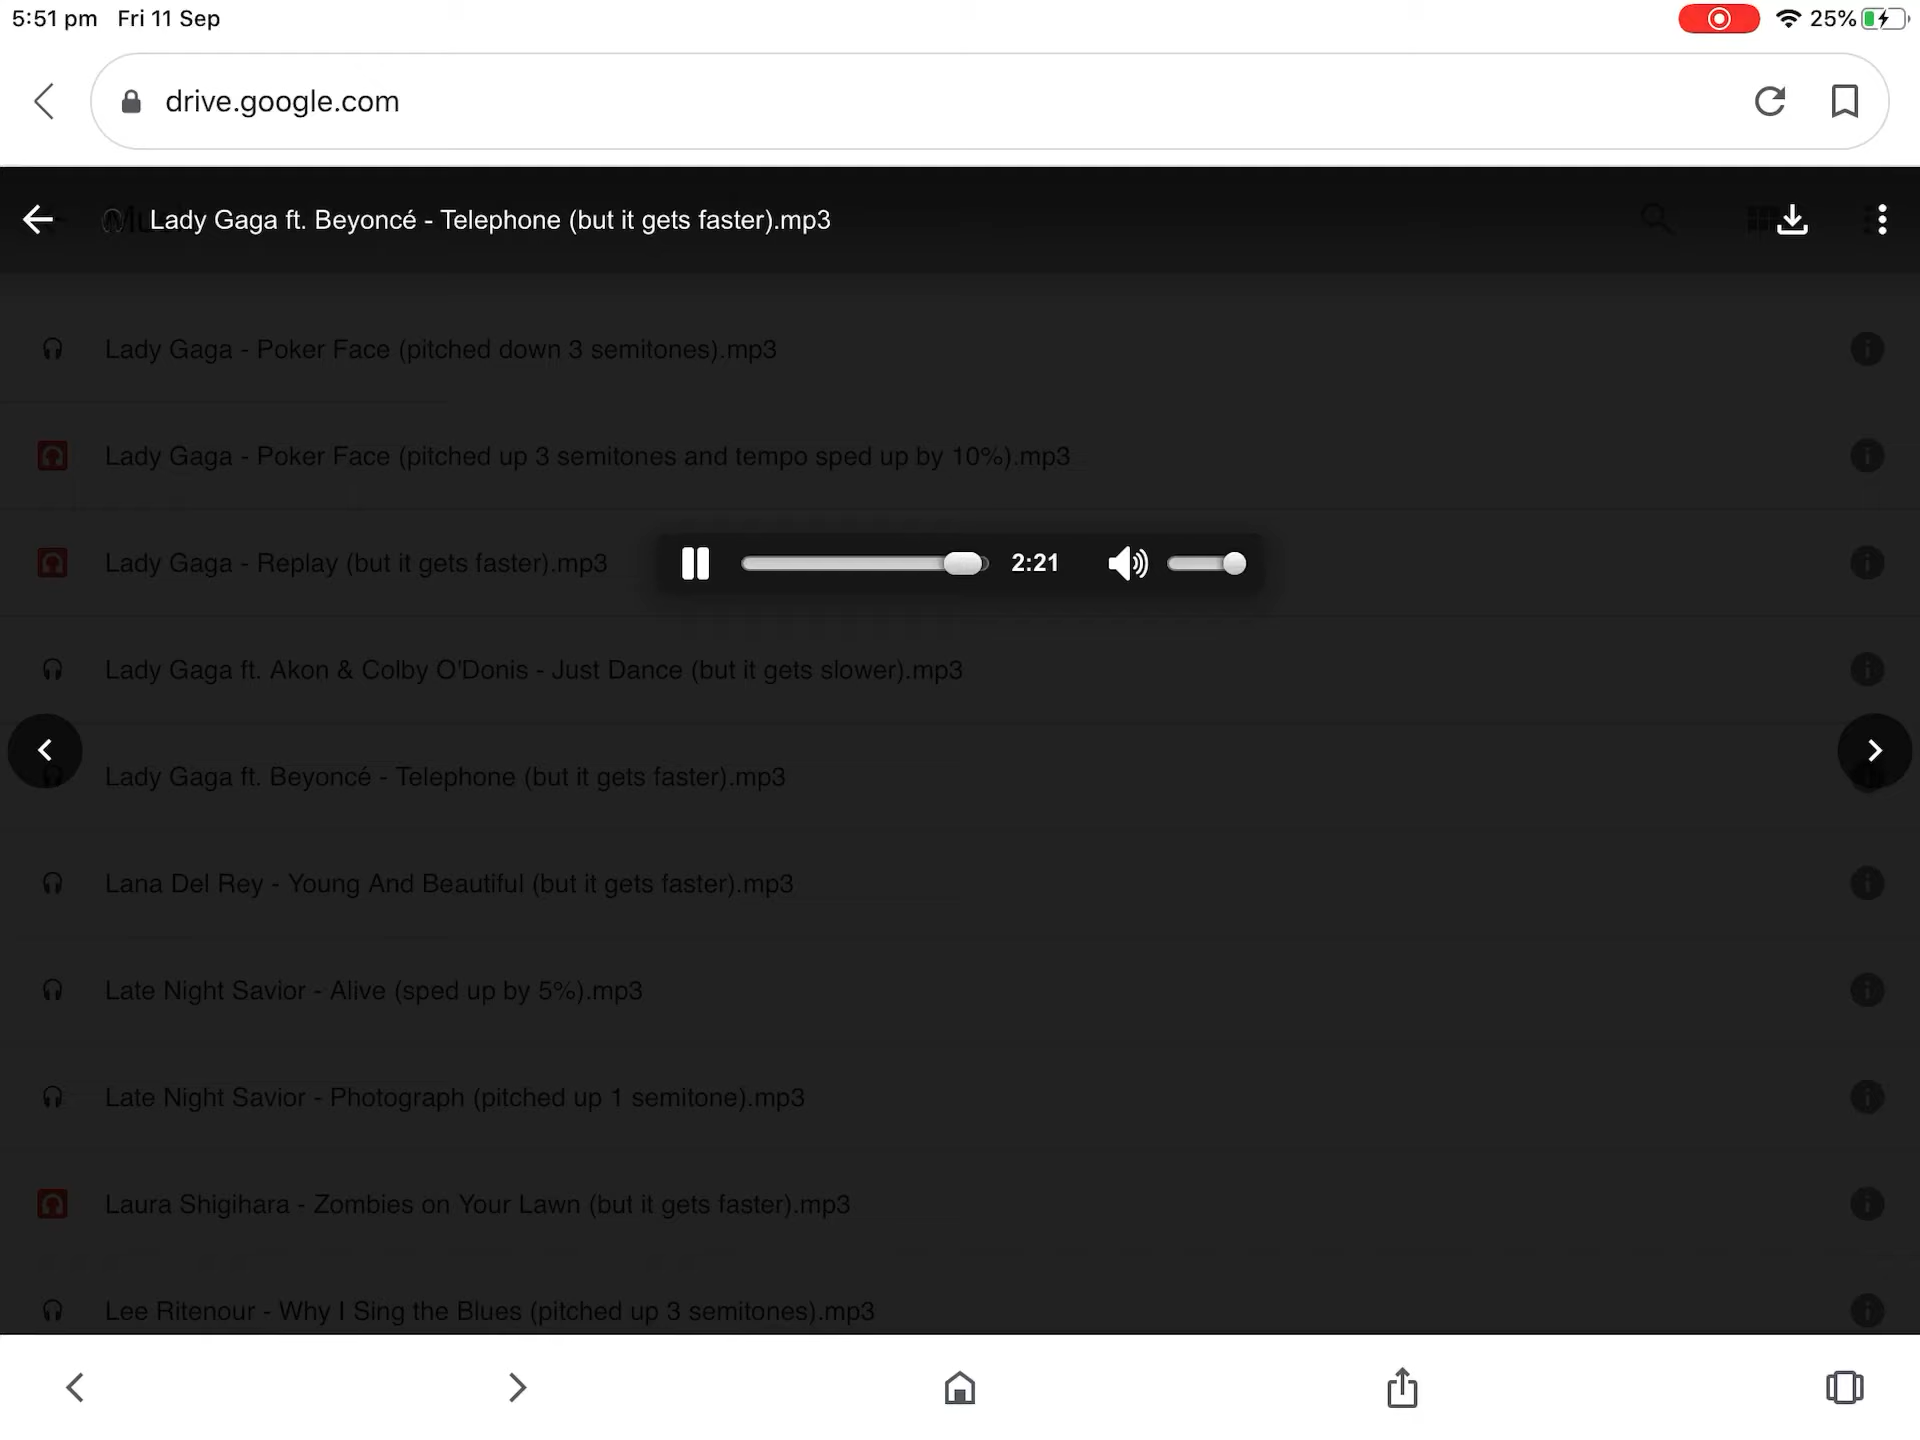 5:51 pm Fri 11 Sep
25%
drive.google.com
Lady Gaga ft. Beyoncé - Telephone (but it gets faster).mp3
Lady Gaga - Poker Face (pitched down 3 semitones).mp3
Lady Gaga - Poker Face (pitched up 3 semitones and tempo sped up by 10%).mp3
Lady Gaga - Replay (but it gets faster).mp3
2:21
Lady Gaga ft. Akon & Colby O'Donis - Just Dance (but it gets slower).mp3
Lady Gaga ft. Beyoncé - Telephone (but it gets faster).mp3
Lana Del Rey - Young And Beautiful (but it gets faster).mp3
Late Night Savior - Alive (sped up by 5%).mp3
Late Night Savior - Photograph (pitched up 1 semitone).mp3
Laura Shigihara - Zombies on Your Lawn (but it gets faster).mp3
Lee Ritenour - Why I Sing the Blues (pitched up 3 semitones).mp3